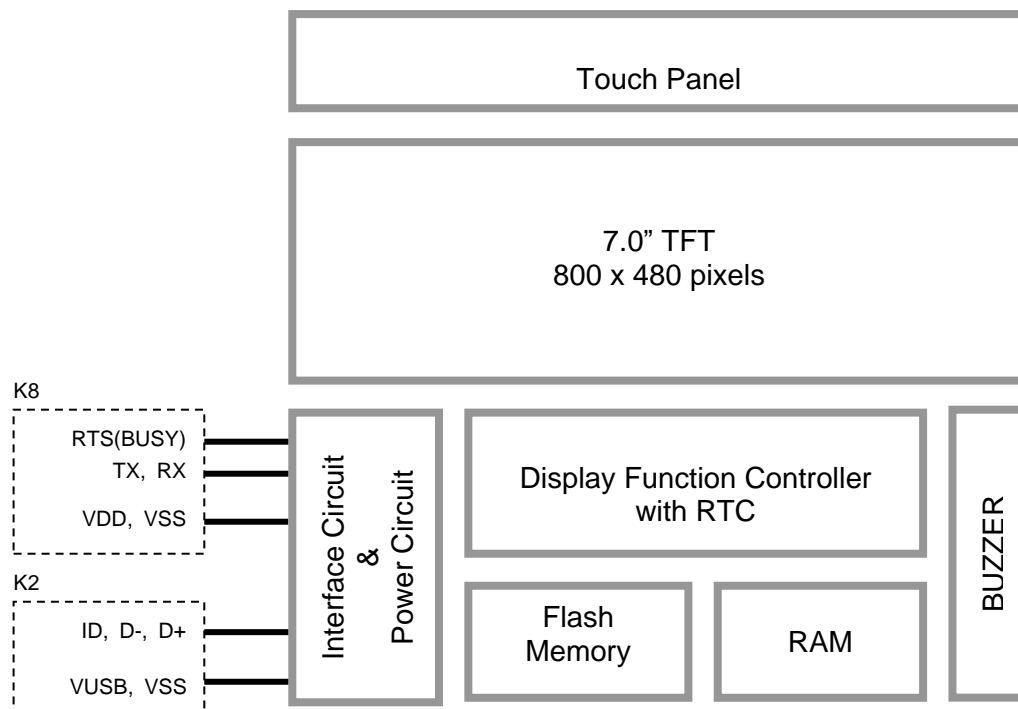 Touch Panel
7.0” TFT
800 x 480 pixels
K8
RTS(BUSY)
TX, RX
VDD, VSS
K2
ID, D-, D+
VUSB, VSS
Interface Circuit
&
Power Circuit
Display Function Controller
with RTC
Flash
Memory
RAM
BUZZER